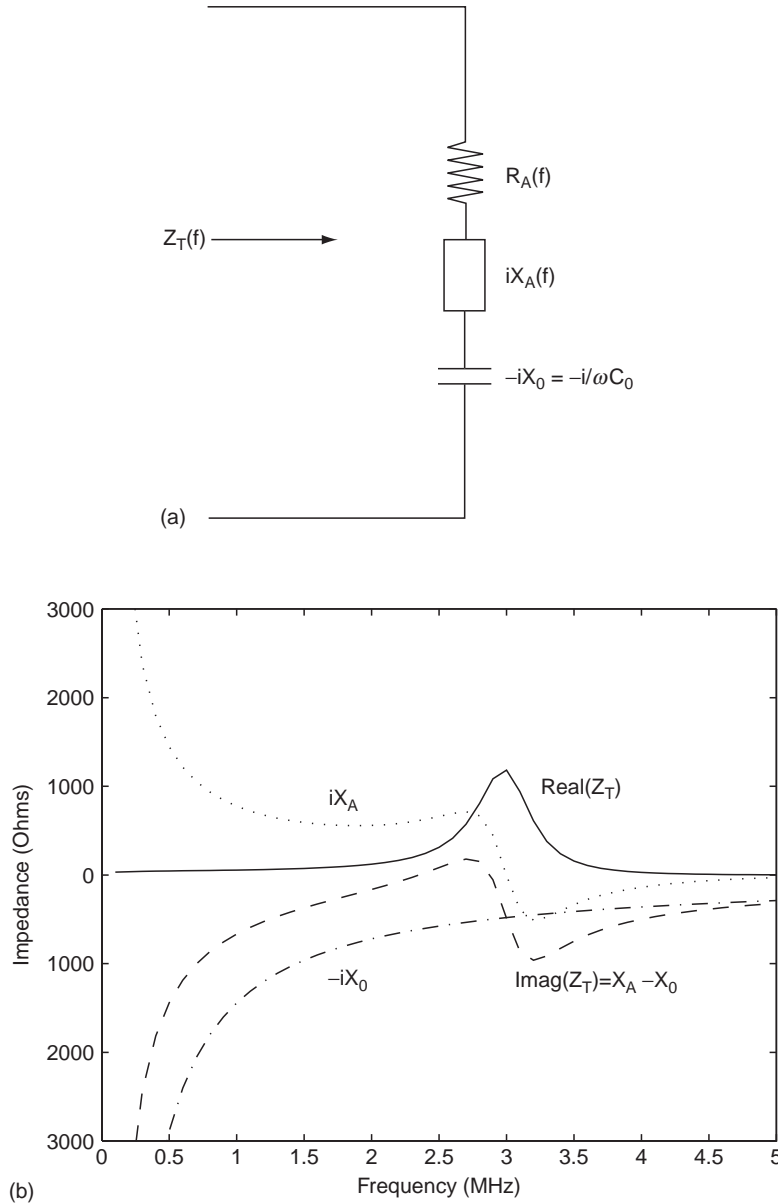 R_A(f)
Z_T(f)
iX_A(f)
–iX_0 = –i/ωC_0
(a)
3000
2000
1000
0
1000
2000
3000
Impedance (Ohms)
iX_A
Real(Z_T)
–iX_0
Imag(Z_T)=X_A –X_0
0
0.5
1
1.5
2
2.5
3
3.5
4
4.5
5
Frequency (MHz)
(b)